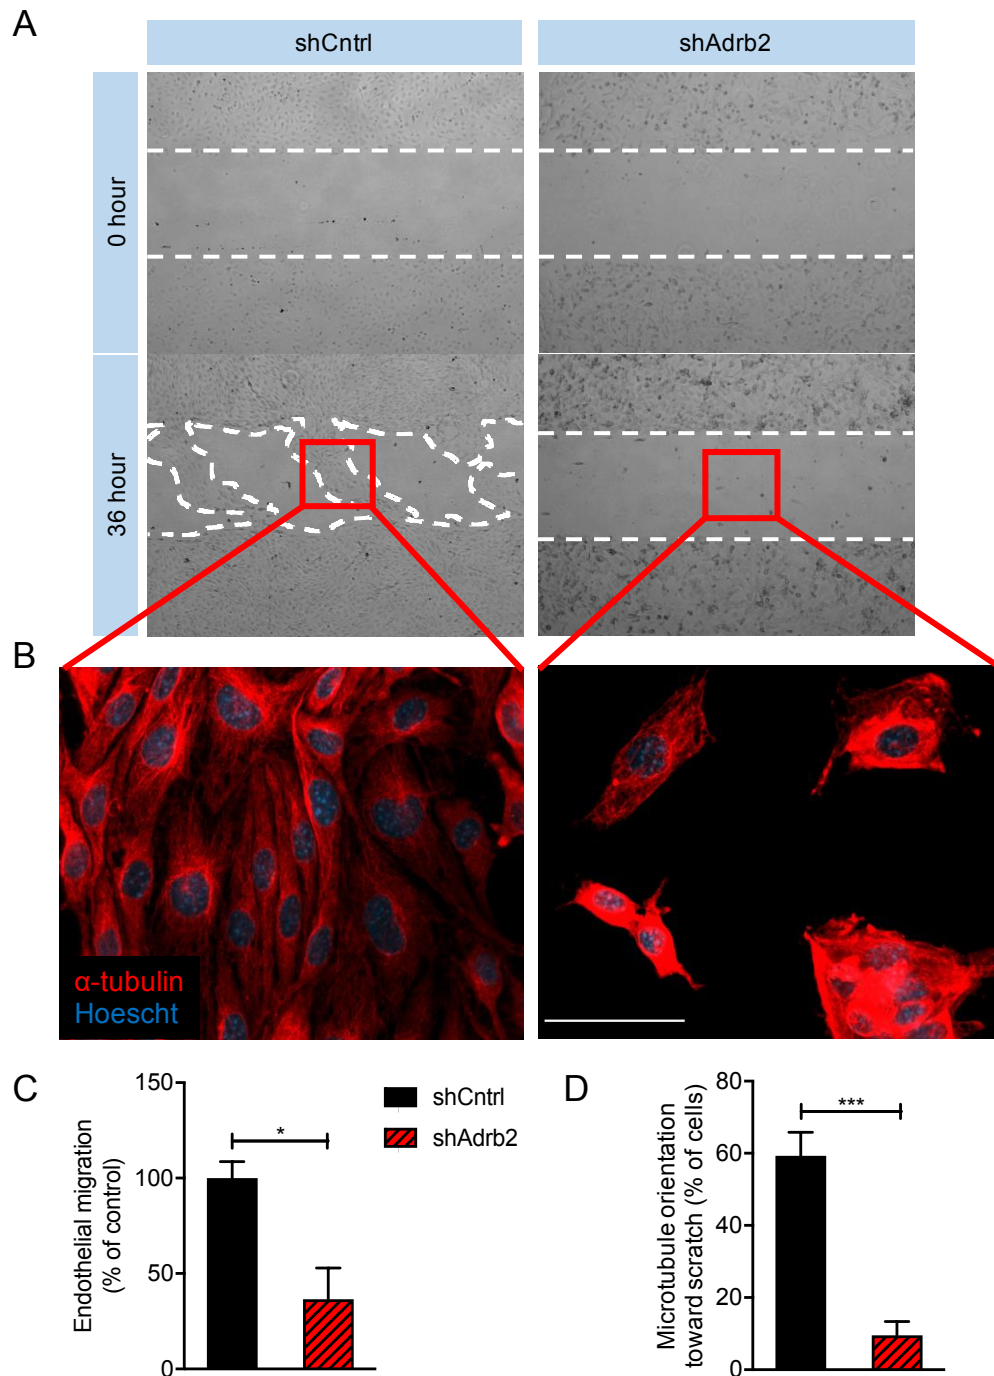 A
shCntrl
shAdrb2
0 hour
36 hour
B
α-tubulin
Hoescht
C
150
100
50
0
Endothelial migration
(% of control)
*
shCntrl
shAdrb2
D
80
60
40
20
0
Microtubule orientation
toward scratch (% of cells)
***